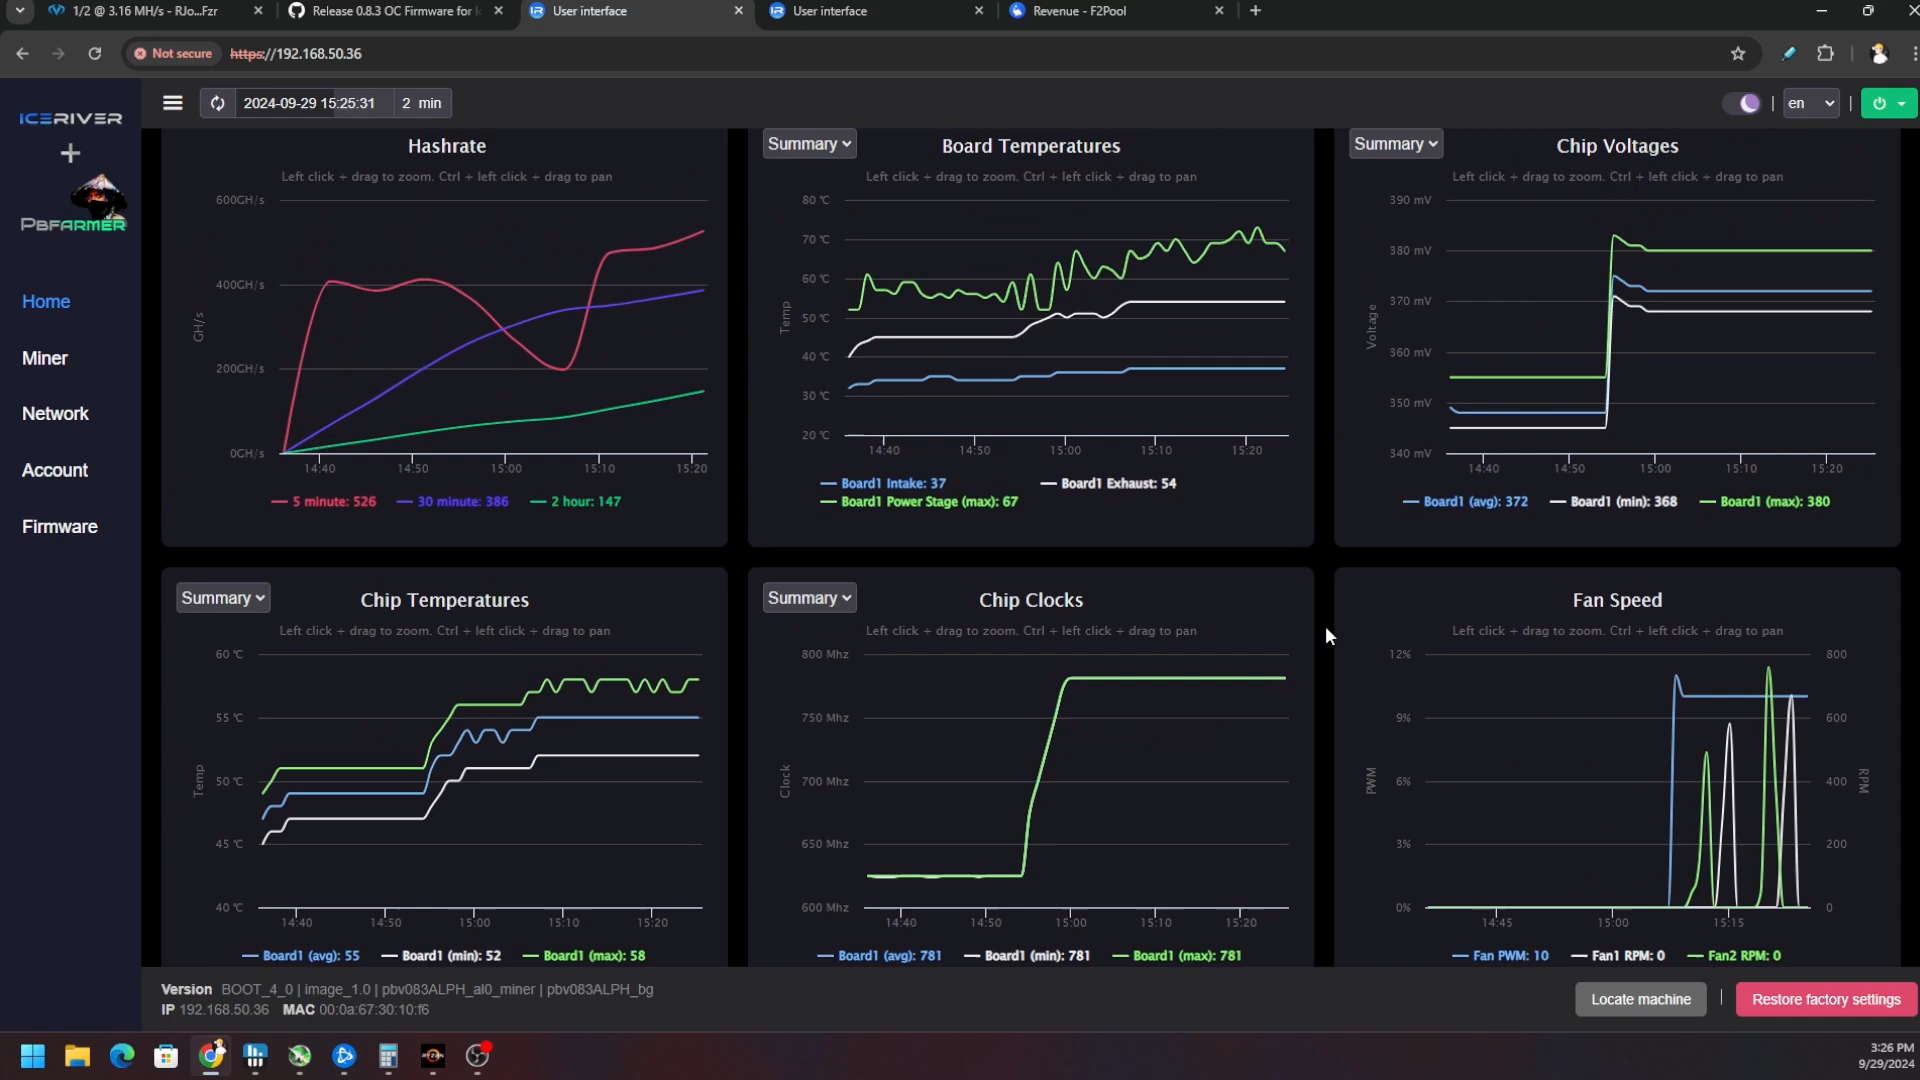 1/2 @ 3.16 MH/s - RJo...Fzr
Release 0.8.3 OC Firmware for
User interface
User interface
Revenue - F2Pool
Not secure
https://192.168.50.36
ICERIVER
+
PBFARMER
2024-09-29 15:25:31
2 min
en
Home
Miner
Network
Account
Firmware
Hashrate
Left click + drag to zoom. Ctrl + left click + drag to pan
600GH/s
400GH/s
200GH/s
0GH/s
GH/s
14:40
14:50
15:00
15:10
15:20
5 minute: 526
30 minute: 386
2 hour: 147
Summary
Board Temperatures
Left click + drag to zoom. Ctrl + left click + drag to pan
80 ℃
70 ℃
60 ℃
50 ℃
40 ℃
30 ℃
20 ℃
Temp
14:40
14:50
15:00
15:10
15:20
Board1 Intake: 37
Board1 Exhaust: 54
Board1 Power Stage (max): 67
Summary
Chip Voltages
Left click + drag to zoom. Ctrl + left click + drag to pan
390 mV
380 mV
370 mV
360 mV
350 mV
340 mV
Voltage
14:40
14:50
15:00
15:10
15:20
Board1 (avg): 372
Board1 (min): 368
Board1 (max): 380
Summary
Chip Temperatures
Left click + drag to zoom. Ctrl + left click + drag to pan
60 ℃
55 ℃
50 ℃
45 ℃
40 ℃
Temp
14:40
14:50
15:00
15:10
15:20
Board1 (avg): 55
Board1 (min): 52
Board1 (max): 58
Summary
Chip Clocks
Left click + drag to zoom. Ctrl + left click + drag to pan
800 Mhz
750 Mhz
700 Mhz
650 Mhz
600 Mhz
Clock
14:40
14:50
15:00
15:10
15:20
Board1 (avg): 781
Board1 (min): 781
Board1 (max): 781
Fan Speed
Left click + drag to zoom. Ctrl + left click + drag to pan
12%
9%
6%
3%
0%
PWM
800
600
400
200
0
RPM
14:45
15:00
15:15
Fan PWM: 10
Fan1 RPM: 0
Fan2 RPM: 0
Version BOOT_4_0 | image_1.0 | pbv083ALPH_al0_miner | pbv083ALPH_bg
IP 192.168.50.36 MAC 00:0a:67:30:10:f6
Locate machine
Restore factory settings
3:26 PM
9/29/2024